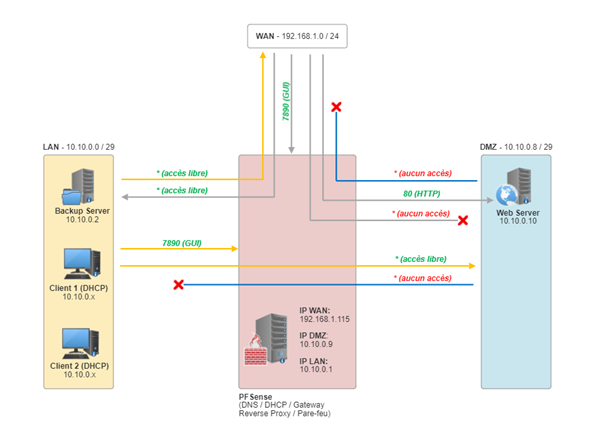 WAN - 192.168.1.0 / 24
7890 (GUI)
LAN - 10.10.0.0 / 29
DMZ - 10.10.0.8 / 29
* (accès libre)
* (aucun accès)
* (accès libre)
80 (HTTP)
Backup Server
10.10.0.2
* (aucun accès)
Web Server
10.10.0.10
7890 (GUI)
* (accès libre)
* (aucun accès)
Client 1 (DHCP)
10.10.0.x
IP WAN:
192.168.1.115
IP DMZ:
10.10.0.9
IP LAN:
10.10.0.1
Client 2 (DHCP)
10.10.0.x
PFSense
(DNS / DHCP / Gateway
Reverse Proxy / Pare-feu)